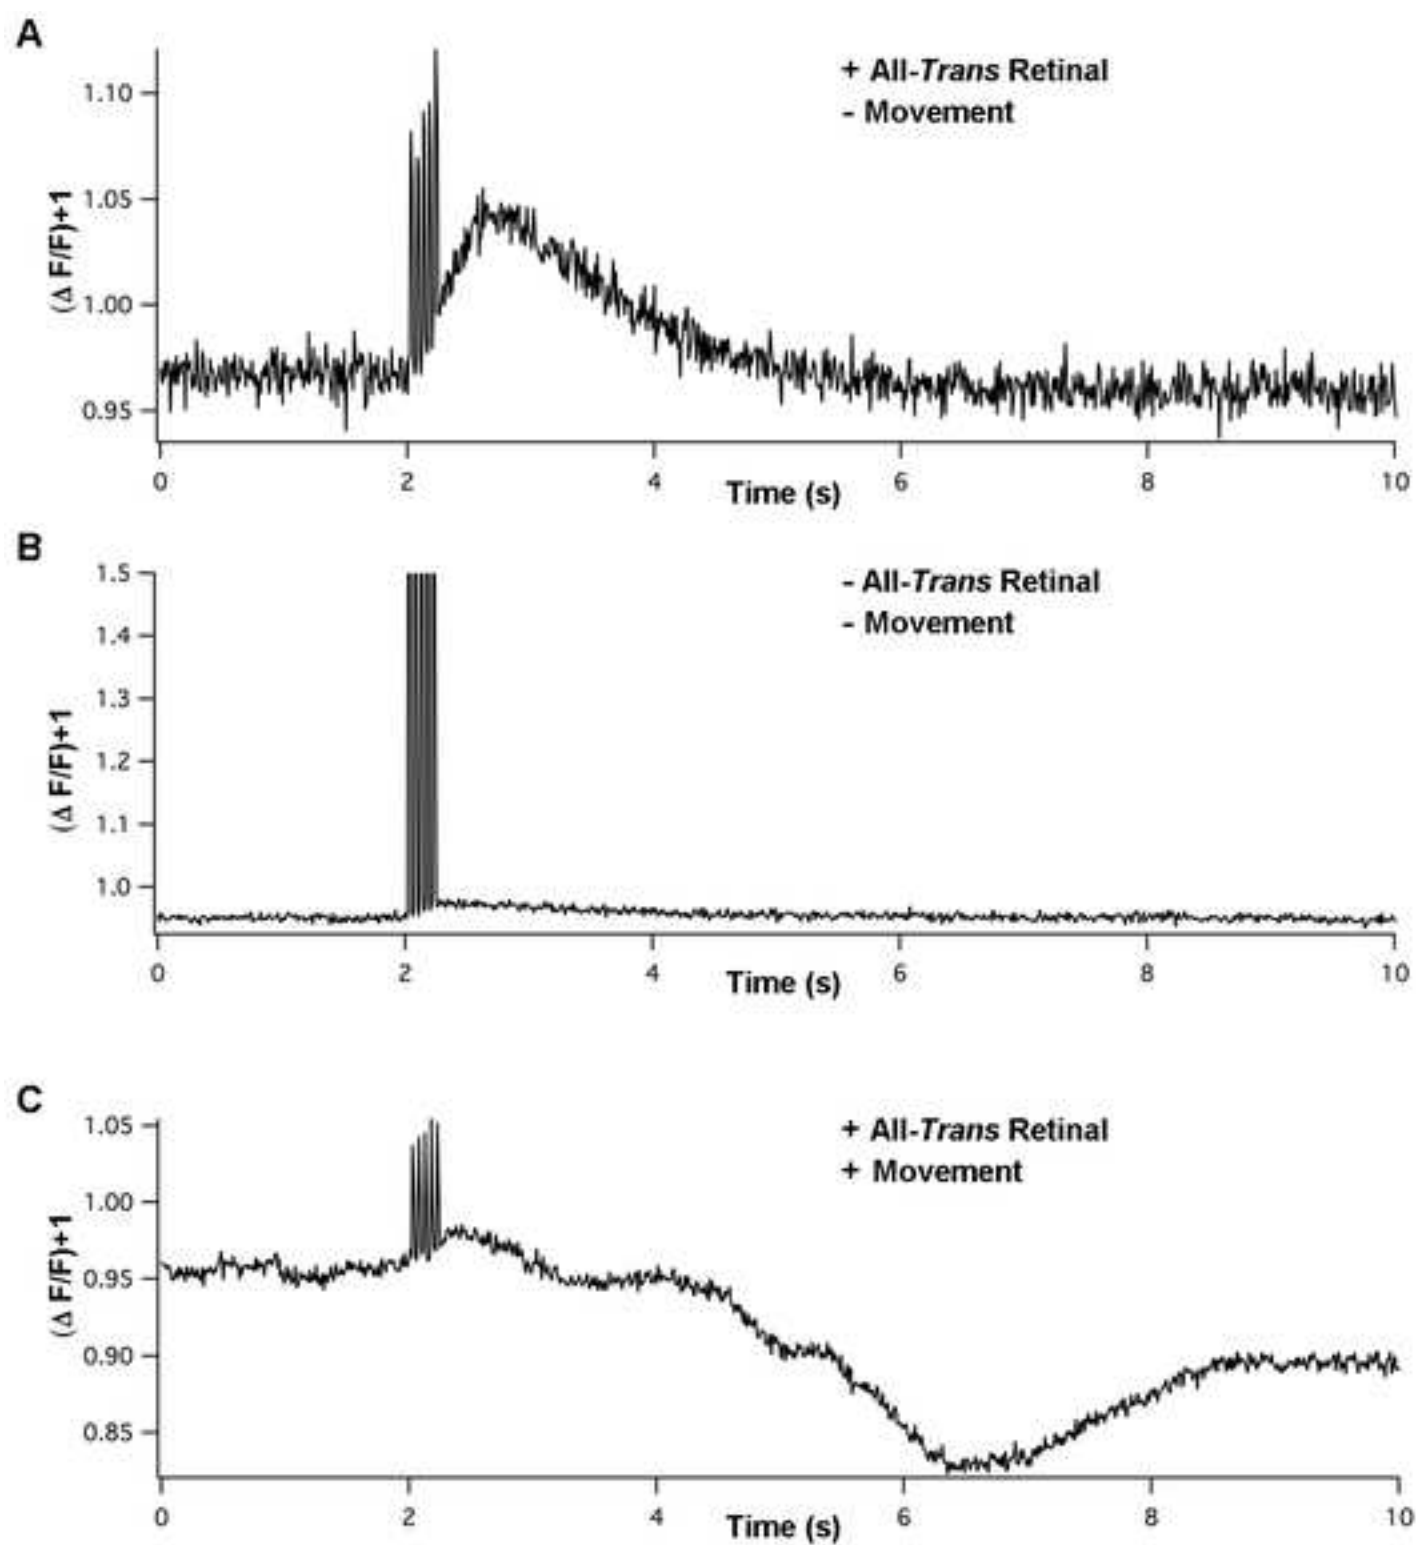 A
+ All-Trans Retinal
- Movement
(Δ F/F)+1
1.10
1.05
1.00
0.95
0 2 4 6 8 10
Time (s)
B
- All-Trans Retinal
- Movement
(Δ F/F)+1
1.5
1.4
1.3
1.2
1.1
1.0
0 2 4 6 8 10
Time (s)
C
+ All-Trans Retinal
+ Movement
(Δ F/F)+1
1.05
1.00
0.95
0.90
0.85
0 2 4 6 8 10
Time (s)